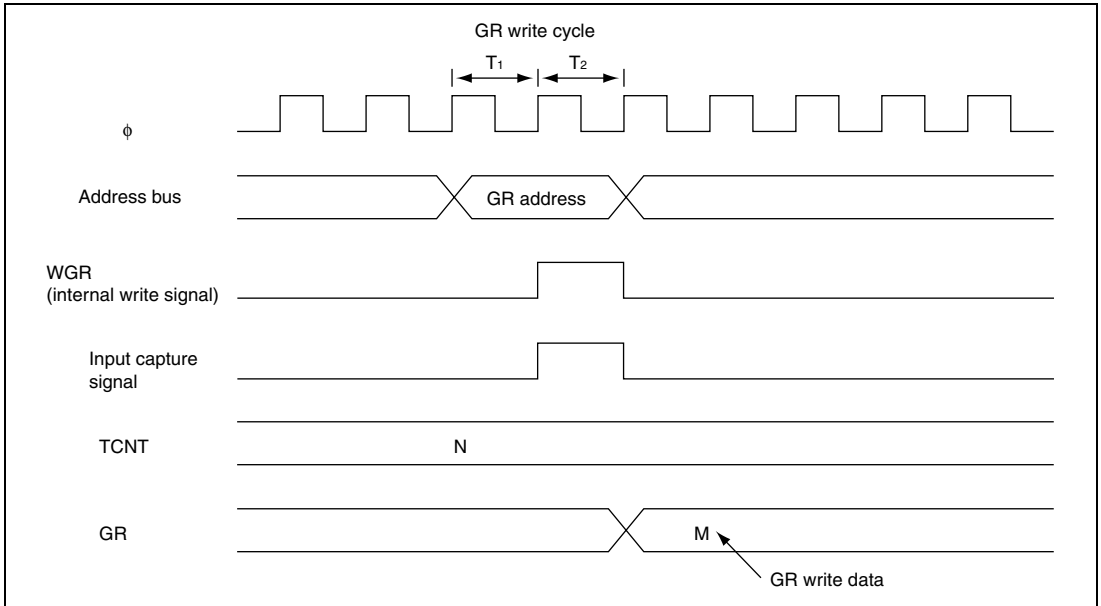 GR write cycle
T1 T2
ϕ
Address bus
GR address
WGR
(internal write signal)
Input capture
signal
TCNT
N
GR
M
GR write data